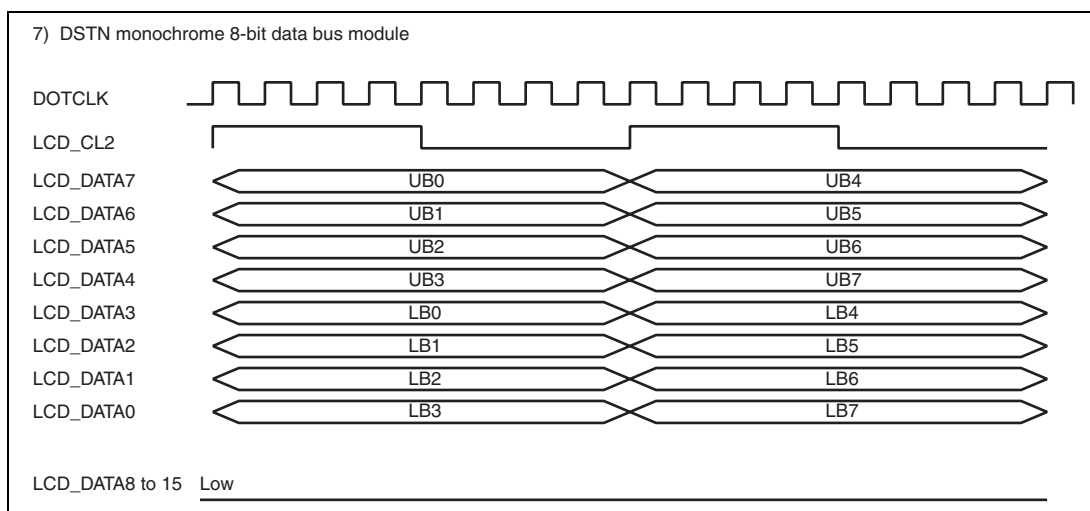 7) DSTN monochrome 8-bit data bus module
DOTCLK
LCD_CL2
LCD_DATA7 UB0 UB4
LCD_DATA6 UB1 UB5
LCD_DATA5 UB2 UB6
LCD_DATA4 UB3 UB7
LCD_DATA3 LB0 LB4
LCD_DATA2 LB1 LB5
LCD_DATA1 LB2 LB6
LCD_DATA0 LB3 LB7
LCD_DATA8 to 15 Low